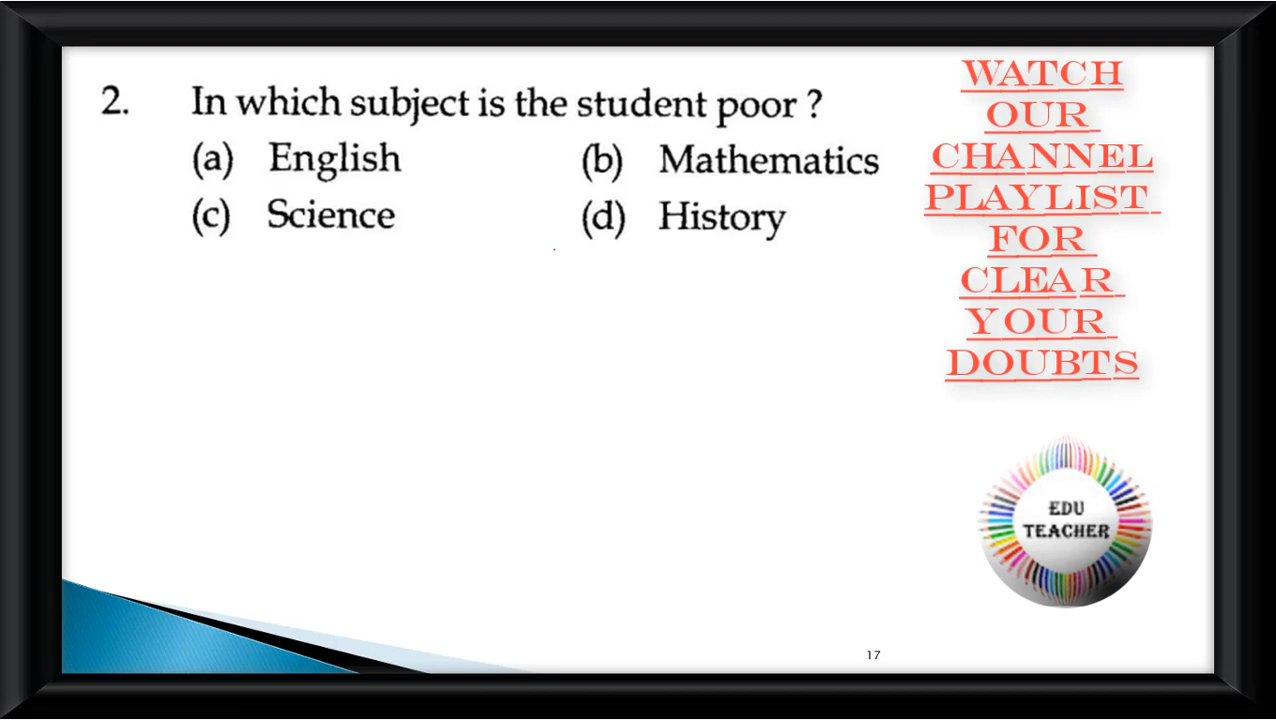 2. In which subject is the student poor ?
(a) English (b) Mathematics
(c) Science (d) History
WATCH
OUR
CHANNEL
PLAYLIST
FOR
CLEAR
YOUR
DOUBTS
EDU
TEACHER
17